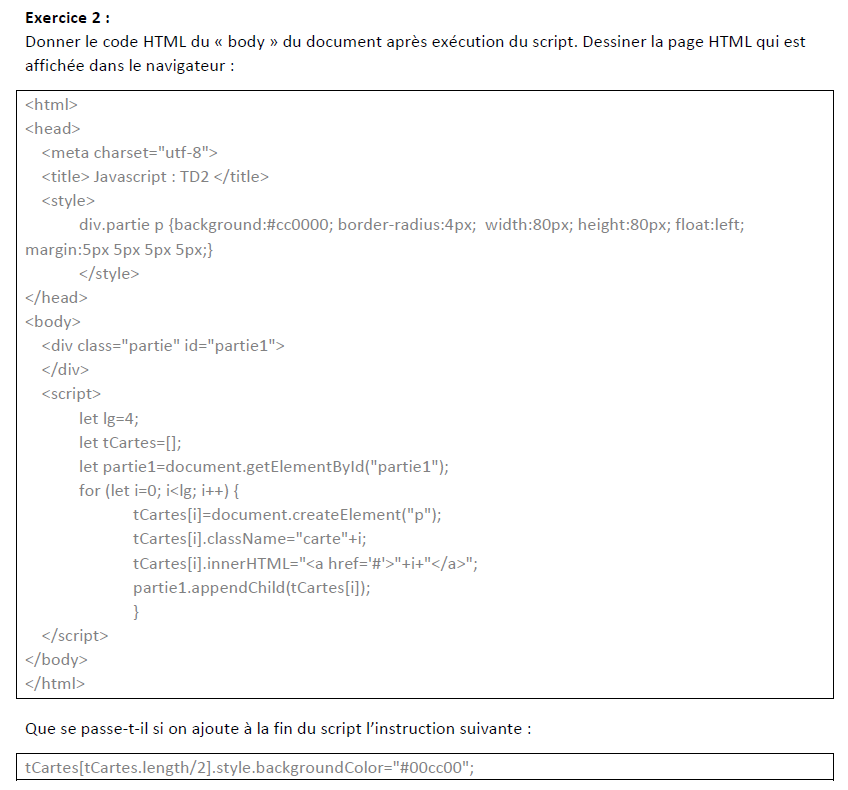 Exercice 2 :
Donner le code HTML du « body » du document après exécution du script. Dessiner la page HTML qui est
affichée dans le navigateur :
<html>
<head>
<meta charset="utf-8">
<title> Javascript : TD2 </title>
<style>
div.partie p {background:#cc0000; border-radius:4px; width:80px; height:80px; float:left;
margin:5px 5px 5px 5px;}
</style>
</head>
<body>
<div class="partie" id="partie1">
</div>
<script>
let lg=4;
let tCartes=[];
let partie1=document.getElementById("partie1");
for (let i=0; i<lg; i++) {
tCartes[i]=document.createElement("p");
tCartes[i].className="carte"+i;
tCartes[i].innerHTML="<a href='#'>"+i+"</a>";
partie1.appendChild(tCartes[i]);
}
</script>
</body>
</html>
Que se passe-t-il si on ajoute à la fin du script l’instruction suivante :
tCartes[tCartes.length/2].style.backgroundColor="#00cc00";